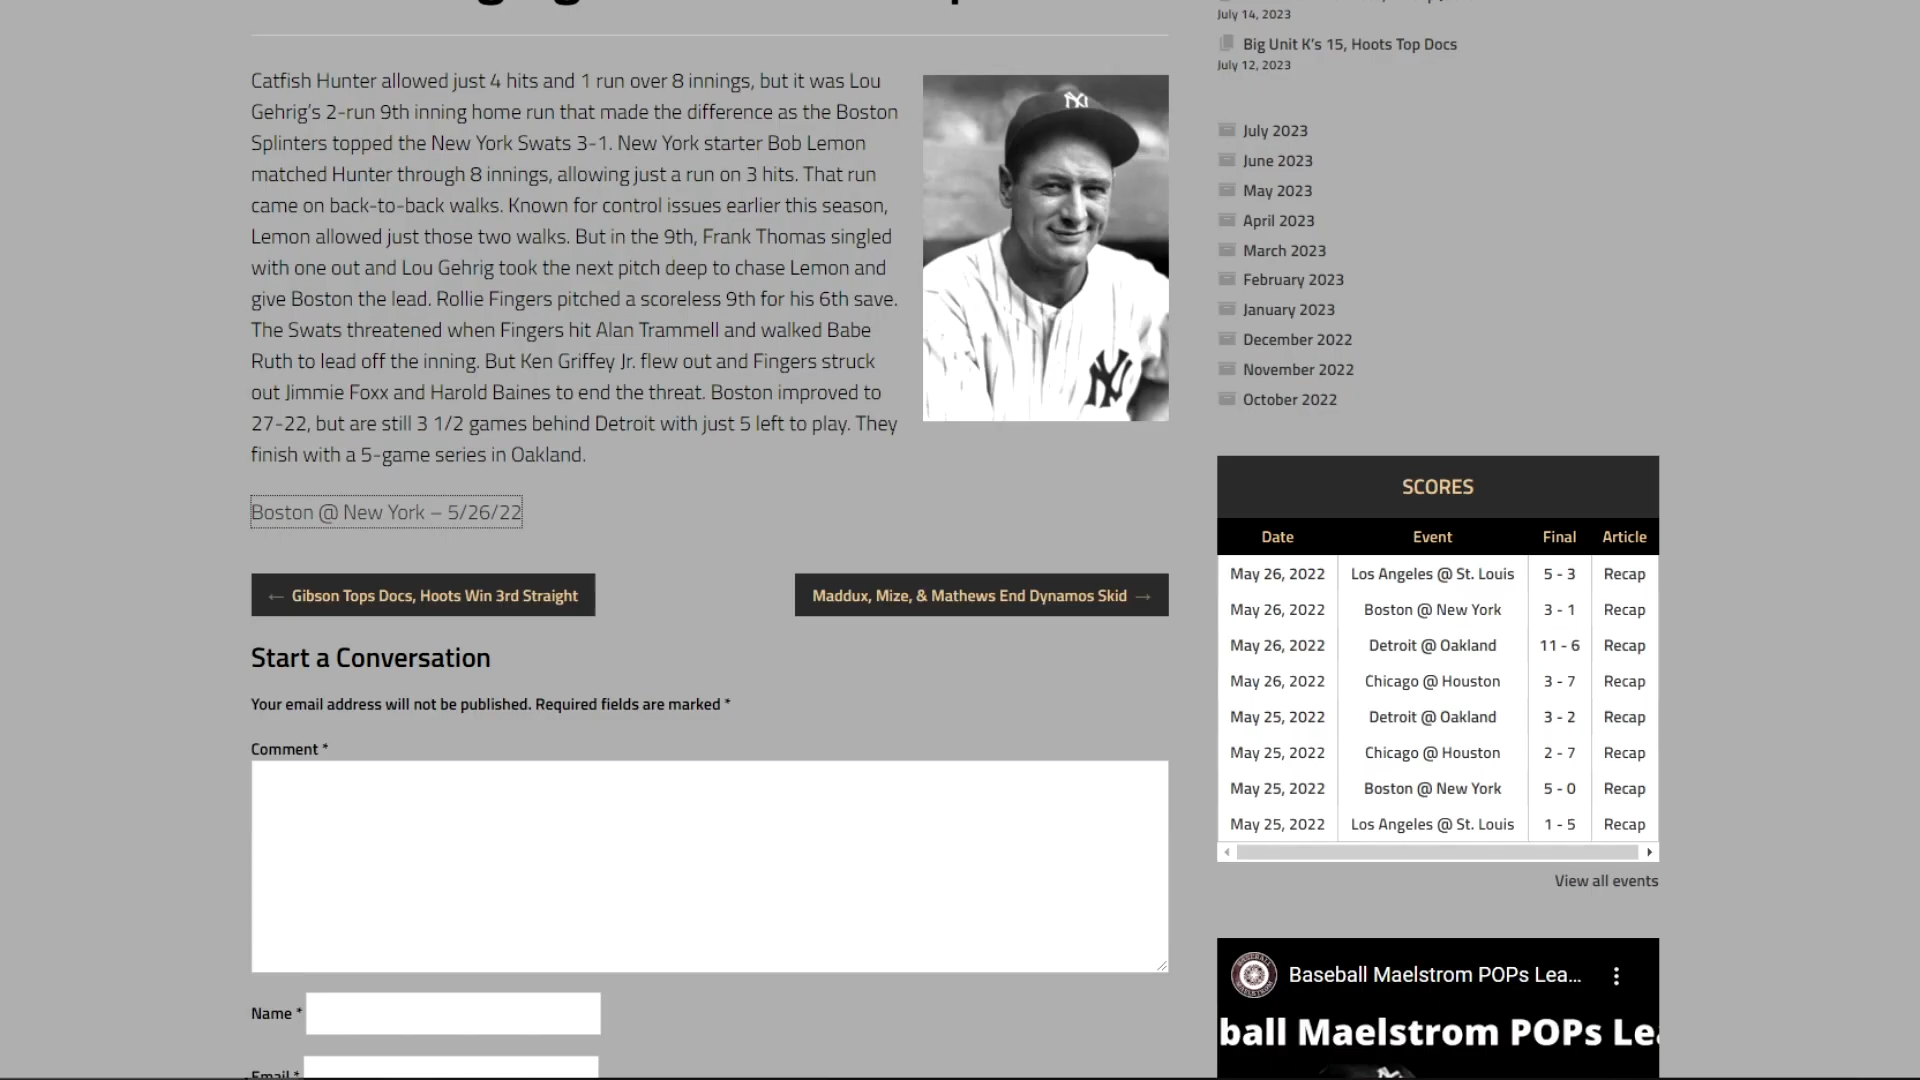 July 14, 2023
Big Unit K's 15, Hoots Top Docs
July 12, 2023
Catfish Hunter allowed just 4 hits and 1 run over 8 innings, but it was Lou
Gehrig's 2-run 9th inning home run that made the difference as the Boston
Splinters topped the New York Swats 3-1. New York starter Bob Lemon
matched Hunter through 8 innings, allowing just a run on 3 hits. That run
came on back-to-back walks. Known for control issues earlier this season,
Lemon allowed just those two walks. But in the 9th, Frank Thomas singled
with one out and Lou Gehrig took the next pitch deep to chase Lemon and
give Boston the lead. Rollie Fingers pitched a scoreless 9th for his 6th save.
The Swats threatened when Fingers hit Alan Trammell and walked Babe
Ruth to lead off the inning. But Ken Griffey Jr. flew out and Fingers struck
out Jimmie Foxx and Harold Baines to end the threat. Boston improved to
27-22, but are still 3 1/2 games behind Detroit with just 5 left to play. They
finish with a 5-game series in Oakland.
Boston @ New York – 5/26/22
← Gibson Tops Docs, Hoots Win 3rd Straight
Maddux, Mize, & Mathews End Dynamos Skid →
Start a Conversation
Your email address will not be published. Required fields are marked *
Comment *
Name *
Email *
July 2023
June 2023
May 2023
April 2023
March 2023
February 2023
January 2023
December 2022
November 2022
October 2022
SCORES
Date Event Final Article
May 26, 2022 Los Angeles @ St. Louis 5 - 3 Recap
May 26, 2022 Boston @ New York 3 - 1 Recap
May 26, 2022 Detroit @ Oakland 11 - 6 Recap
May 26, 2022 Chicago @ Houston 3 - 7 Recap
May 25, 2022 Detroit @ Oakland 3 - 2 Recap
May 25, 2022 Chicago @ Houston 2 - 7 Recap
May 25, 2022 Boston @ New York 5 - 0 Recap
May 25, 2022 Los Angeles @ St. Louis 1 - 5 Recap
View all events
Baseball Maelstrom POPs Lea...
ball Maelstrom POPs Le